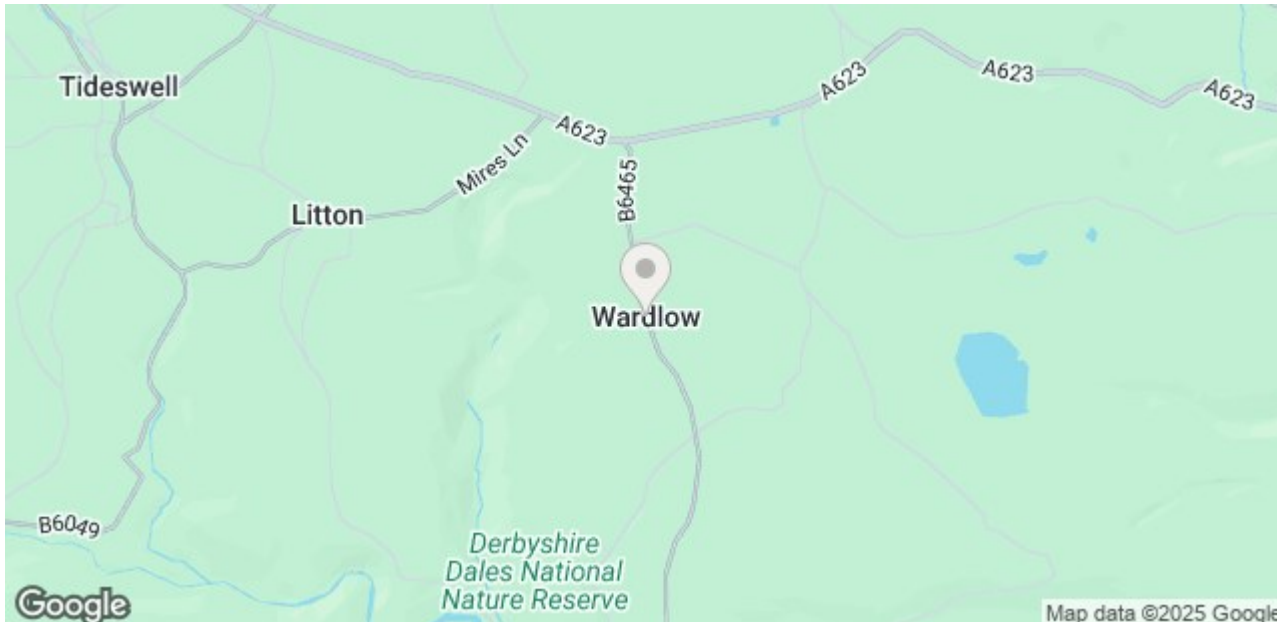 Tideswell
A623
A623
A623
A623
Mires Ln
B6465
Litton
Wardlow
B6049
Derbyshire
Dales National
Nature Reserve
Google
Map data ©2025 Google